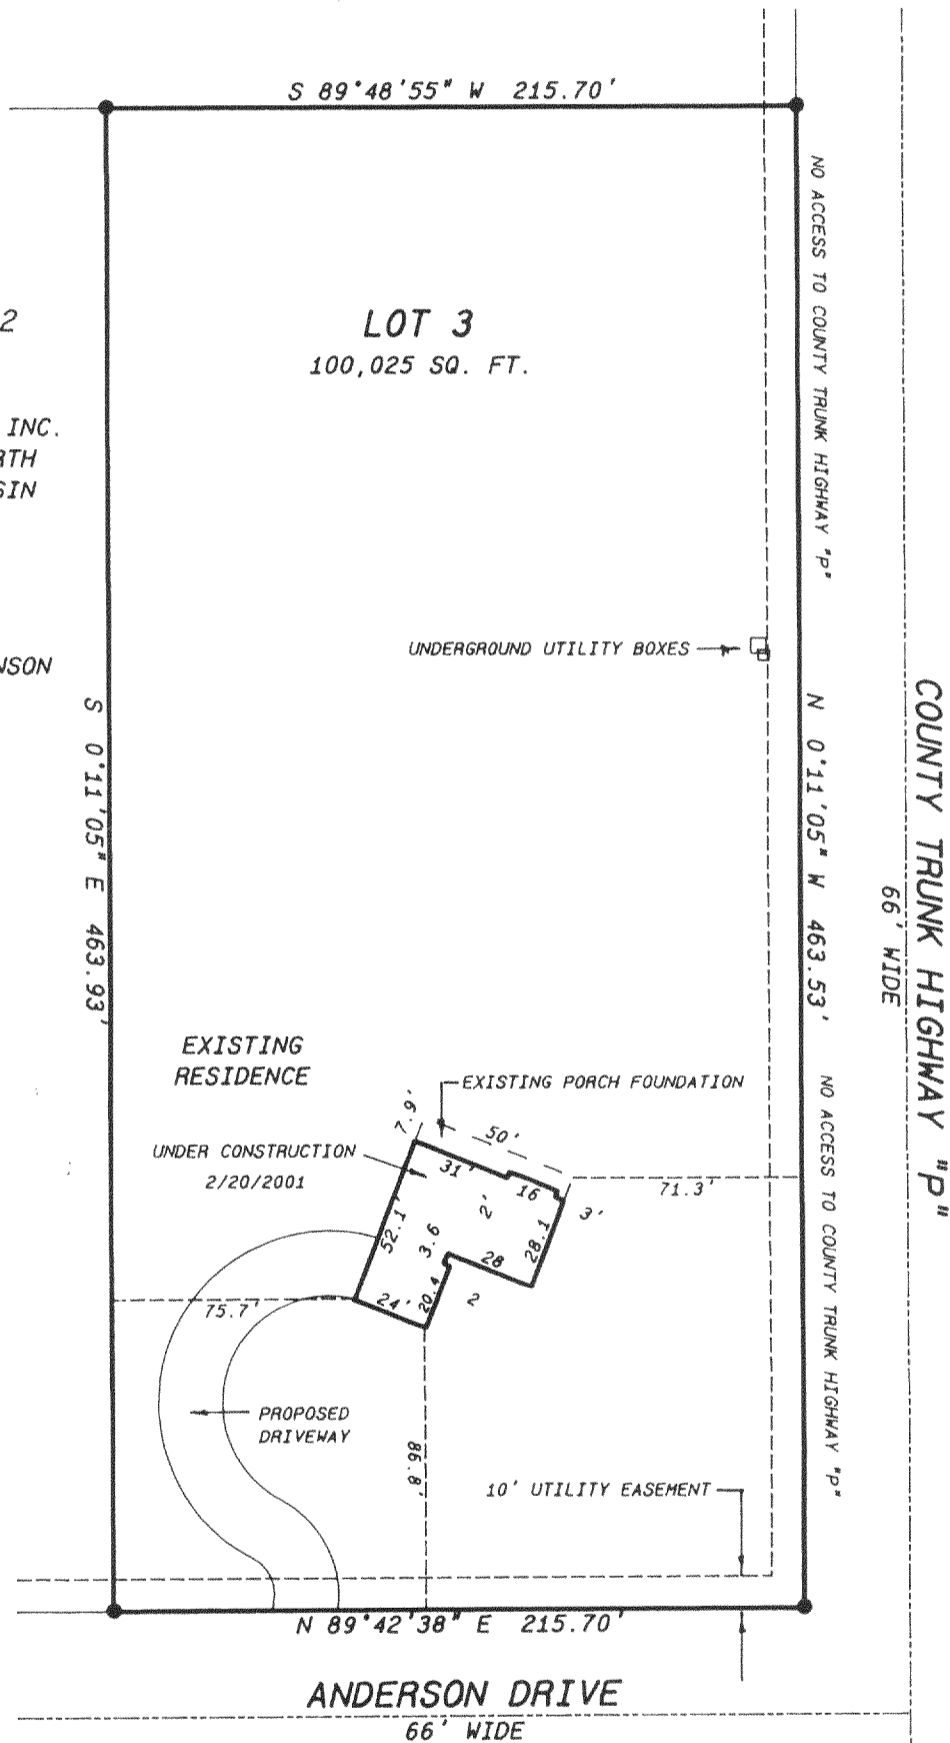 S 89°48'55" W 215.70'
NO ACCESS TO COUNTY TRUNK HIGHWAY "P"
2
LOT 3
100,025 SQ. FT.
INC.
RTH
SIN
UNDERGROUND UTILITY BOXES
NSON
S 0°11'05" E 463.93'
N 0°11'05" W 463.53'
COUNTY TRUNK HIGHWAY "P"
66' WIDE
EXISTING
RESIDENCE
EXISTING PORCH FOUNDATION
7.9'
50'
UNDER CONSTRUCTION
2/20/2001
31'
16
71.3'
2'
3'
52.1'
3.6
28.1
28
NO ACCESS TO COUNTY TRUNK HIGHWAY "P"
75.7'
24'
20.4
2
PROPOSED
DRIVEWAY
86.8'
10' UTILITY EASEMENT
N 89°42'38" E 215.70'
ANDERSON DRIVE
66' WIDE